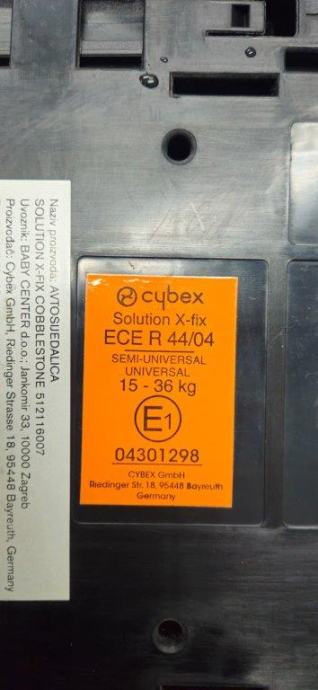 cybex
Solution X-fix
ECE R 44/04
SEMI-UNIVERSAL
UNIVERSAL
15 - 36 kg
E1
04301298
CYBEX GmbH
Riedinger Str. 18, 95448 Bayreuth
Germany
Naziv proizvoda: AVTOSIJEDALICA
SOLUTION X-FIX COBBLESTONE 512116007
Uvoznik: BABY CENTER d.o.o.; Jankomir 33, 10000 Zagreb
Proizvođač: Cybex GmbH, Riedinger Strasse 18, 95448 Bayreuth, Germany